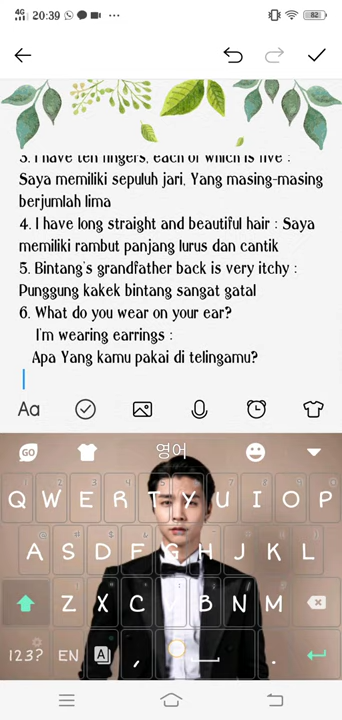 4G 20:39 82
3. I have ten fingers, each of which is five :
Saya memiliki sepuluh jari, Yang masing-masing
berjumlah lima
4. I have long straight and beautiful hair : Saya
memiliki rambut panjang lurus dan cantik
5. Bintang's grandfather back is very itchy :
Punggung kakek bintang sangat gatal
6. What do you wear on your ear?
I'm wearing earrings :
Apa Yang kamu pakai di telingamu?
Aa
GO 영어
Q W E R T Y U I O P
A S D F G H J K L
Z X C V B N M
123? EN A , .